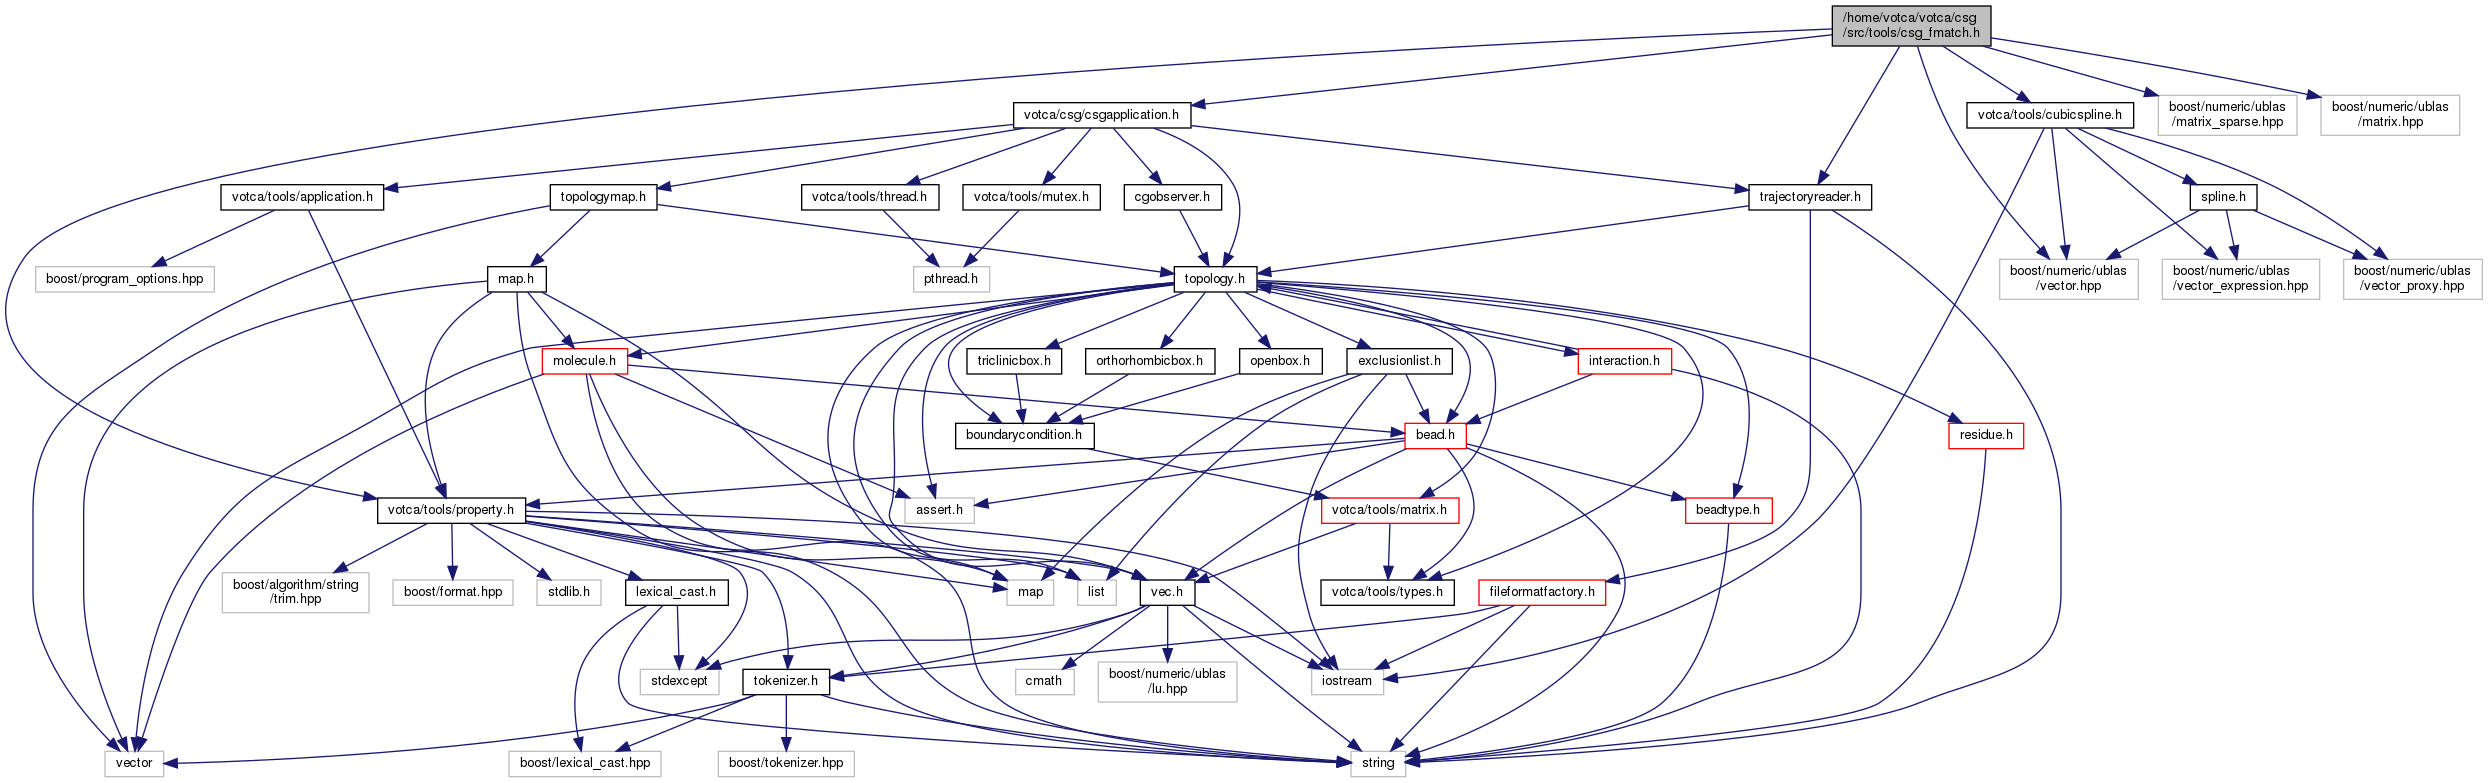 /home/votca/votca/csg
/src/tools/csg_fmatch.h
votca/csg/csgapplication.h
votca/tools/cubicspline.h
boost/numeric/ublas
/matrix_sparse.hpp
boost/numeric/ublas
/matrix.hpp
votca/tools/application.h
topologymap.h
votca/tools/thread.h
votca/tools/mutex.h
cgobserver.h
trajectoryreader.h
spline.h
boost/program_options.hpp
map.h
pthread.h
topology.h
boost/numeric/ublas
/vector.hpp
boost/numeric/ublas
/vector_expression.hpp
boost/numeric/ublas
/vector_proxy.hpp
molecule.h
triclinicbox.h
orthorhombicbox.h
openbox.h
exclusionlist.h
interaction.h
boundarycondition.h
bead.h
residue.h
votca/tools/property.h
assert.h
votca/tools/matrix.h
beadtype.h
boost/algorithm/string
/trim.hpp
boost/format.hpp
stdlib.h
lexical_cast.h
map
list
vec.h
votca/tools/types.h
fileformatfactory.h
stdexcept
tokenizer.h
cmath
boost/numeric/ublas
/lu.hpp
iostream
vector
boost/lexical_cast.hpp
boost/tokenizer.hpp
string